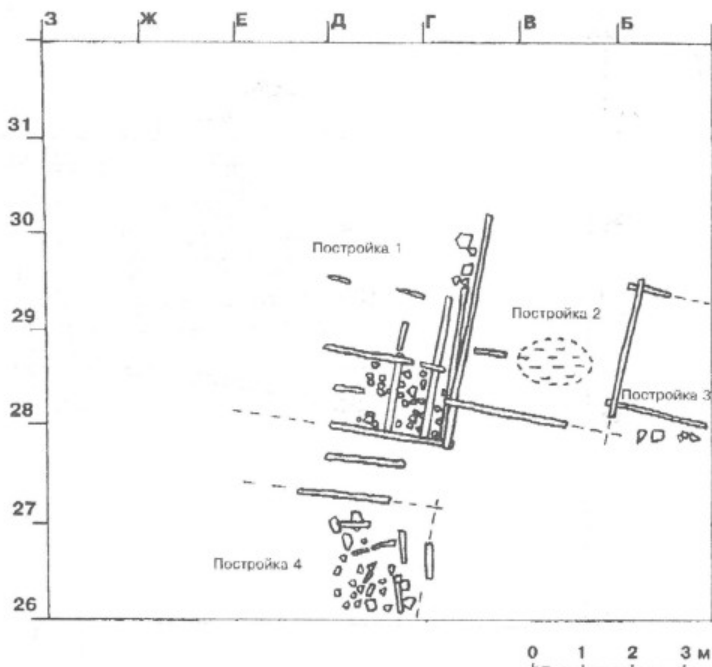 З Ж Е Д Г В Б
31
30
Постройка 1
29
Постройка 2
Постройка 3
28
27
Постройка 4
26
0 1 2 3 м